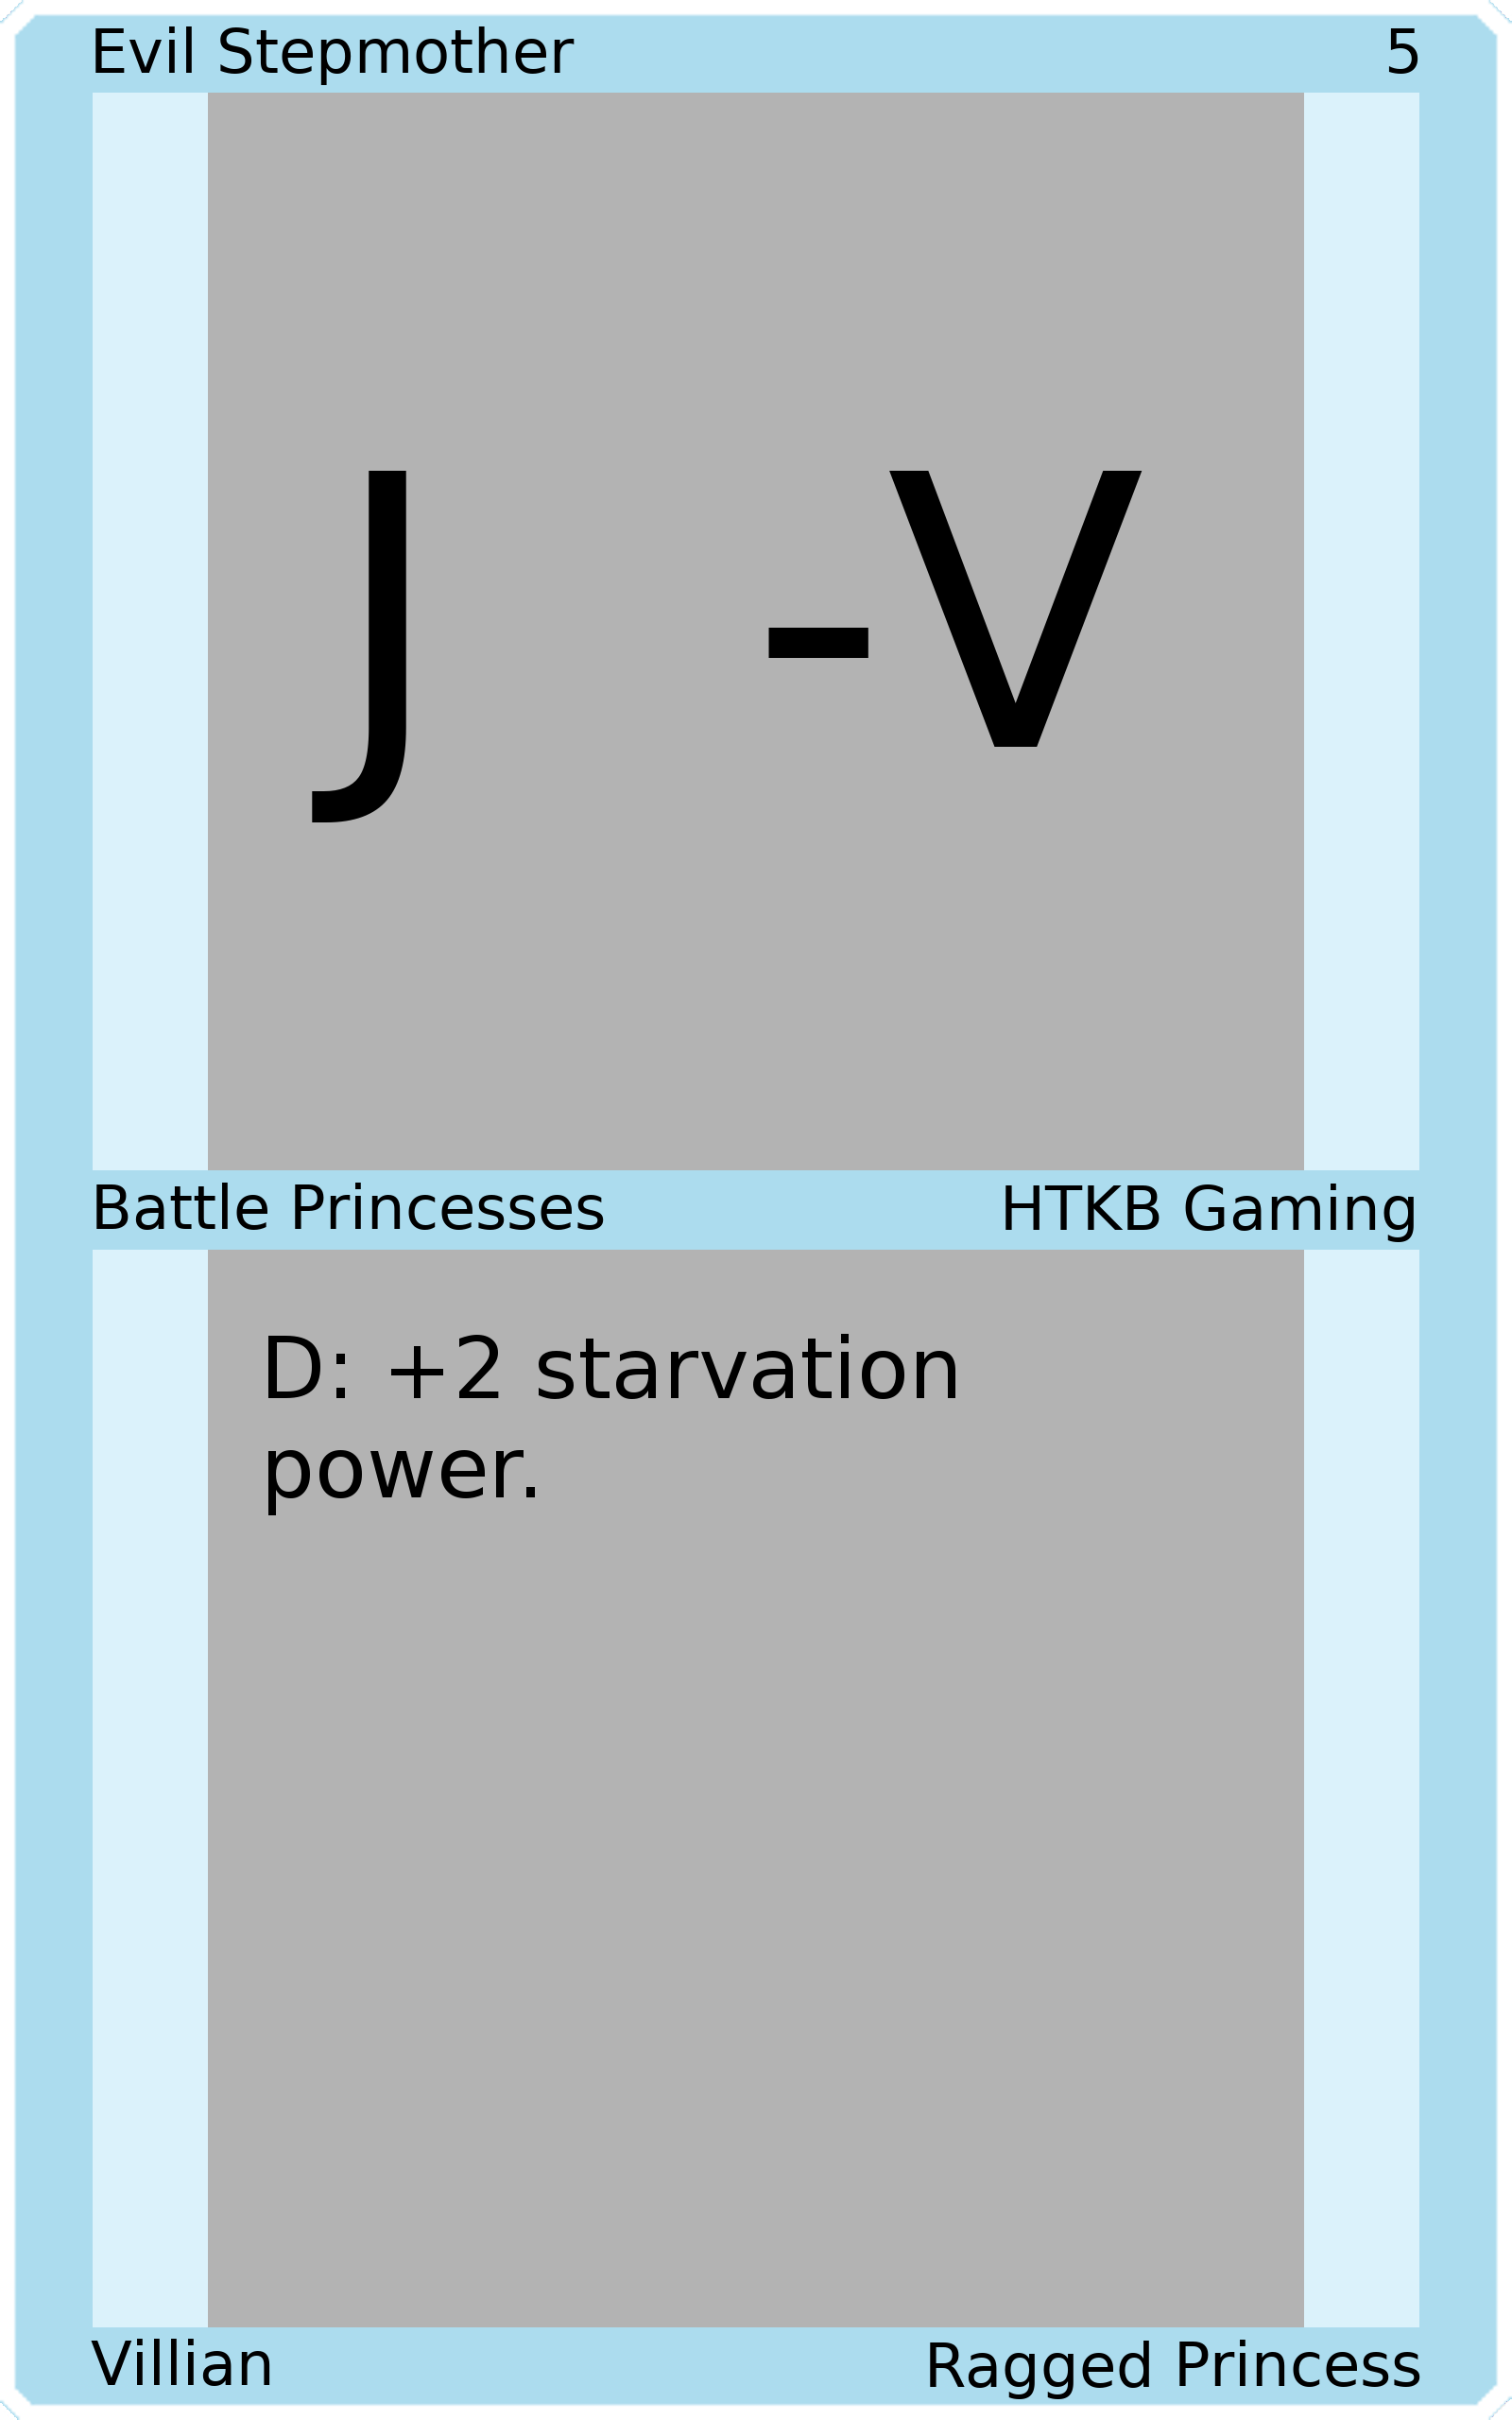 Evil Stepmother 5
J -V
Battle Princesses HTKB Gaming
D: +2 starvation
power.
Villian Ragged Princess